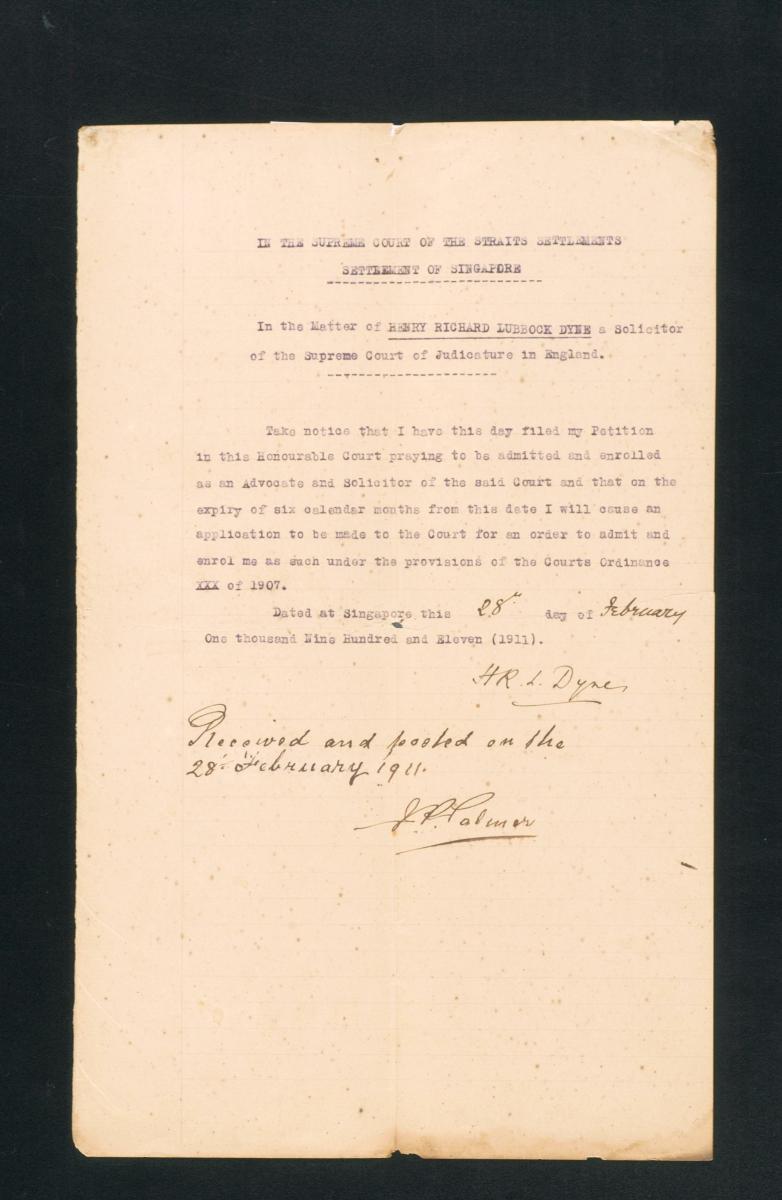 IN THE SUPREME COURT OF THE STRAITS SETTLEMENTS
SETTLEMENT OF SINGAPORE
In the Matter of HENRY RICHARD LUBBOCK DYNE a Solicitor
of the Supreme Court of Judicature in England.
Take notice that I have this day filed my Petition
in this Honourable Court praying to be admitted and enrolled
as an Advocate and Solicitor of the said Court and that on the
expiry of six calendar months from this date I will cause an
application to be made to the Court for an order to admit and
enrol me as such under the provisions of the Courts Ordinance
XXX of 1907.
Dated at Singapore this 28th day of February
One thousand Nine Hundred and Eleven (1911).
H R. L. Dyne
Received and posted on the
28th February 1911.
Palmer